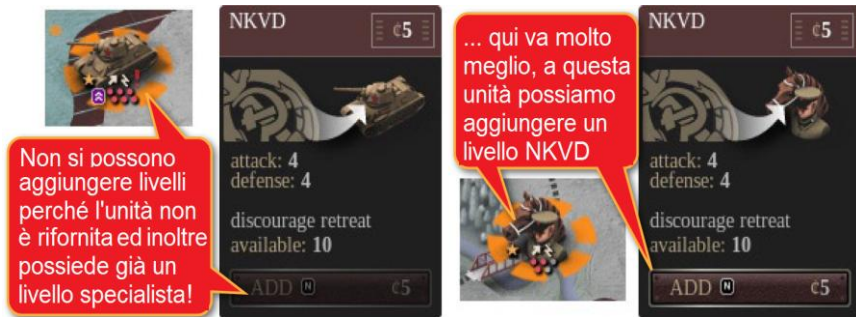 NKVD
¢5
attack: 4
defense: 4
discourage retreat
available: 10
ADD N ¢5
Non si possono
aggiungere livelli
perché l'unità non
è rifornita ed inoltre
possiede già un
livello specialista!
... qui va molto
meglio, a questa
unità possiamo
aggiungere un
livello NKVD
NKVD
¢5
attack: 4
defense: 4
discourage retreat
available: 10
ADD N ¢5